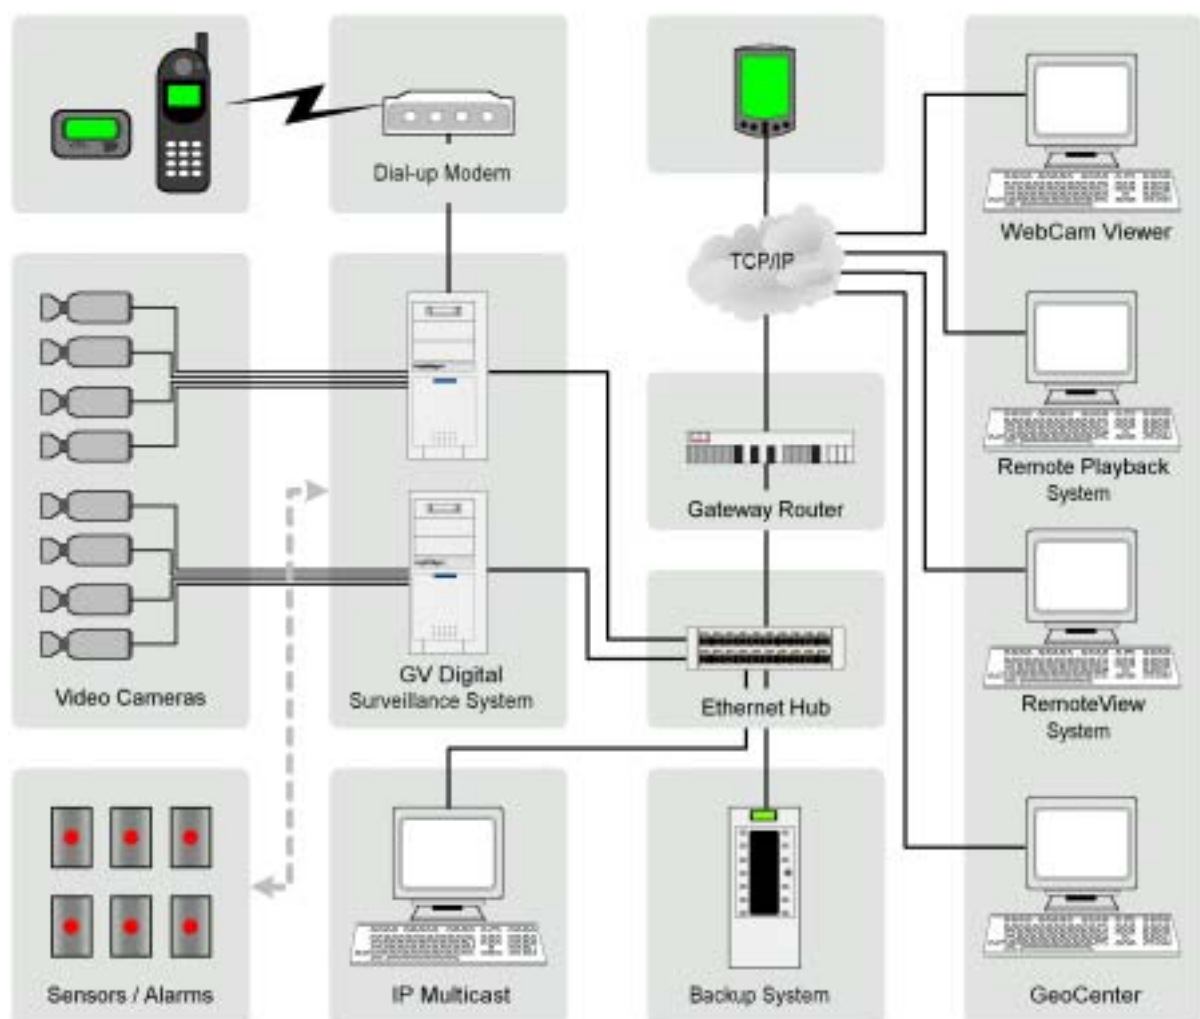 Dial-up Modem
TCP/IP
WebCam Viewer
Remote Playback
System
Gateway Router
Video Cameras
GV Digital
Surveillance System
Ethernet Hub
RemoteView
System
Sensors / Alarms
IP Multicast
Backup System
GeoCenter